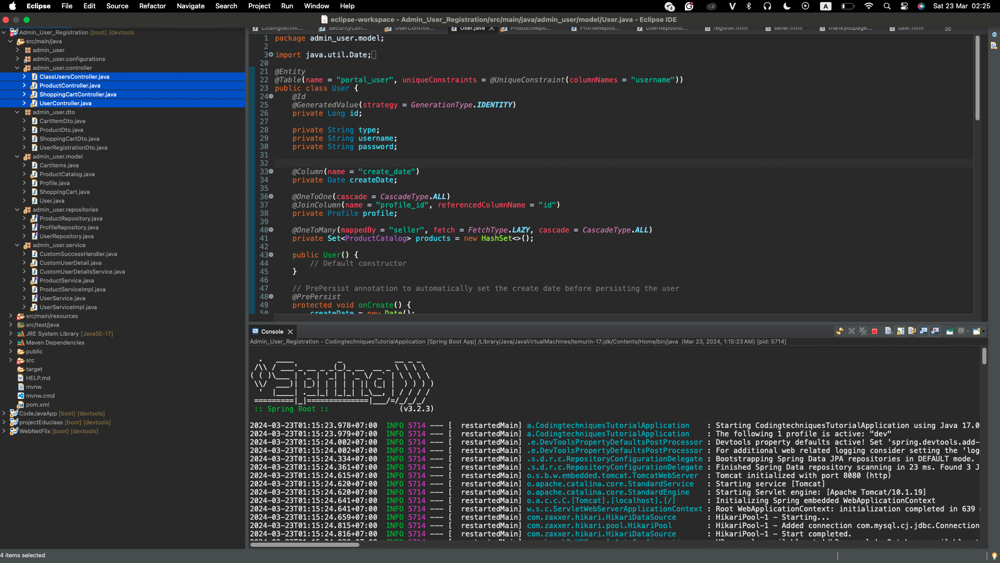 Eclipse File Edit Source Refactor Navigate Search Project Run Window Help
A Sat 23 Mar 02:25
eclipse-workspace - Admin_User_Registration/src/main/java/admin_user/model/User.java - Eclipse IDE
Admin_User_Registration [boot] [devtools]
src/main/java
admin_user
admin_user.configurations
admin_user.controller
ClassUsersController.java
ProductController.java
ShoppingCartController.java
UserController.java
admin_user.dto
CartItemDto.java
ProductDto.java
ShoppingCartDto.java
UserRegistrationDto.java
admin_user.model
CartItems.java
ProductCatalog.java
Profile.java
ShoppingCart.java
User.java
admin_user.repositories
ProductRepository.java
ProfileRepository.java
UserRepository.java
admin_user.service
CustomSuccessHandler.java
CustomUserDetail.java
CustomUserDetailsService.java
ProductService.java
ProductServiceImpl.java
UserService.java
UserServiceImpl.java
src/main/resources
src/test/java
JRE System Library [JavaSE-17]
Maven Dependencies
public
src
target
HELP.md
mvnw
mvnw.cmd
pom.xml
CodeJavaApp [boot] [devtools]
projectEduclaas [boot] [devtools]
WebNetFlix [boot] [devtools]
Codingtechni... SecurityCon... UserControll... User.java ProductRepo... ProfileRepos... UserReposito... register.html seller.html thankyoupage... user.html 30
1 package admin_user.model;
2
3 import java.util.Date;
20
21 @Entity
22 @Table(name = "portal_user", uniqueConstraints = @UniqueConstraint(columnNames = "username"))
23 public class User {
24 @Id
25 @GeneratedValue(strategy = GenerationType.IDENTITY)
26 private Long id;
27
28 private String type;
29 private String username;
30 private String password;
31
32
33 @Column(name = "create_date")
34 private Date createDate;
35
36 @OneToOne(cascade = CascadeType.ALL)
37 @JoinColumn(name = "profile_id", referencedColumnName = "id")
38 private Profile profile;
39
40 @OneToMany(mappedBy = "seller", fetch = FetchType.LAZY, cascade = CascadeType.ALL)
41 private Set<ProductCatalog> products = new HashSet<>();
42
43 public User() {
44 // Default constructor
45 }
46
47 // PrePersist annotation to automatically set the create date before persisting the user
48 @PrePersist
49 protected void onCreate() {
50 createDate = new Date();
Console
Admin_User_Registration - CodingtechniquesTutorialApplication [Spring Boot App] /Library/Java/JavaVirtualMachines/temurin-17.jdk/Contents/Home/bin/java (Mar 23, 2024, 1:15:23 AM) [pid: 5714]
:: Spring Boot :: (v3.2.3)
2024-03-23T01:15:23.978+07:00 INFO 5714 --- [ restartedMain] a.CodingtechniquesTutorialApplication : Starting CodingtechniquesTutorialApplication using Java 17.0
2024-03-23T01:15:23.979+07:00 INFO 5714 --- [ restartedMain] a.CodingtechniquesTutorialApplication : The following 1 profile is active: "dev"
2024-03-23T01:15:24.002+07:00 INFO 5714 --- [ restartedMain] .e.DevToolsPropertyDefaultsPostProcessor : Devtools property defaults active! Set 'spring.devtools.add-
2024-03-23T01:15:24.002+07:00 INFO 5714 --- [ restartedMain] .e.DevToolsPropertyDefaultsPostProcessor : For additional web related logging consider setting the 'log
2024-03-23T01:15:24.334+07:00 INFO 5714 --- [ restartedMain] .s.d.r.c.RepositoryConfigurationDelegate : Bootstrapping Spring Data JPA repositories in DEFAULT mode.
2024-03-23T01:15:24.361+07:00 INFO 5714 --- [ restartedMain] .s.d.r.c.RepositoryConfigurationDelegate : Finished Spring Data repository scanning in 23 ms. Found 3 J
2024-03-23T01:15:24.615+07:00 INFO 5714 --- [ restartedMain] o.s.b.w.embedded.tomcat.TomcatWebServer : Tomcat initialized with port 8080 (http)
2024-03-23T01:15:24.620+07:00 INFO 5714 --- [ restartedMain] o.apache.catalina.core.StandardService : Starting service [Tomcat]
2024-03-23T01:15:24.620+07:00 INFO 5714 --- [ restartedMain] o.apache.catalina.core.StandardEngine : Starting Servlet engine: [Apache Tomcat/10.1.19]
2024-03-23T01:15:24.641+07:00 INFO 5714 --- [ restartedMain] o.a.c.c.C.[Tomcat].[localhost].[/] : Initializing Spring embedded WebApplicationContext
2024-03-23T01:15:24.641+07:00 INFO 5714 --- [ restartedMain] w.s.c.ServletWebServerApplicationContext : Root WebApplicationContext: initialization completed in 639
2024-03-23T01:15:24.659+07:00 INFO 5714 --- [ restartedMain] com.zaxxer.hikari.HikariDataSource : HikariPool-1 - Starting...
2024-03-23T01:15:24.815+07:00 INFO 5714 --- [ restartedMain] com.zaxxer.hikari.pool.HikariPool : HikariPool-1 - Added connection com.mysql.cj.jdbc.Connection
2024-03-23T01:15:24.816+07:00 INFO 5714 --- [ restartedMain] com.zaxxer.hikari.HikariDataSource : HikariPool-1 - Start completed.
4 items selected